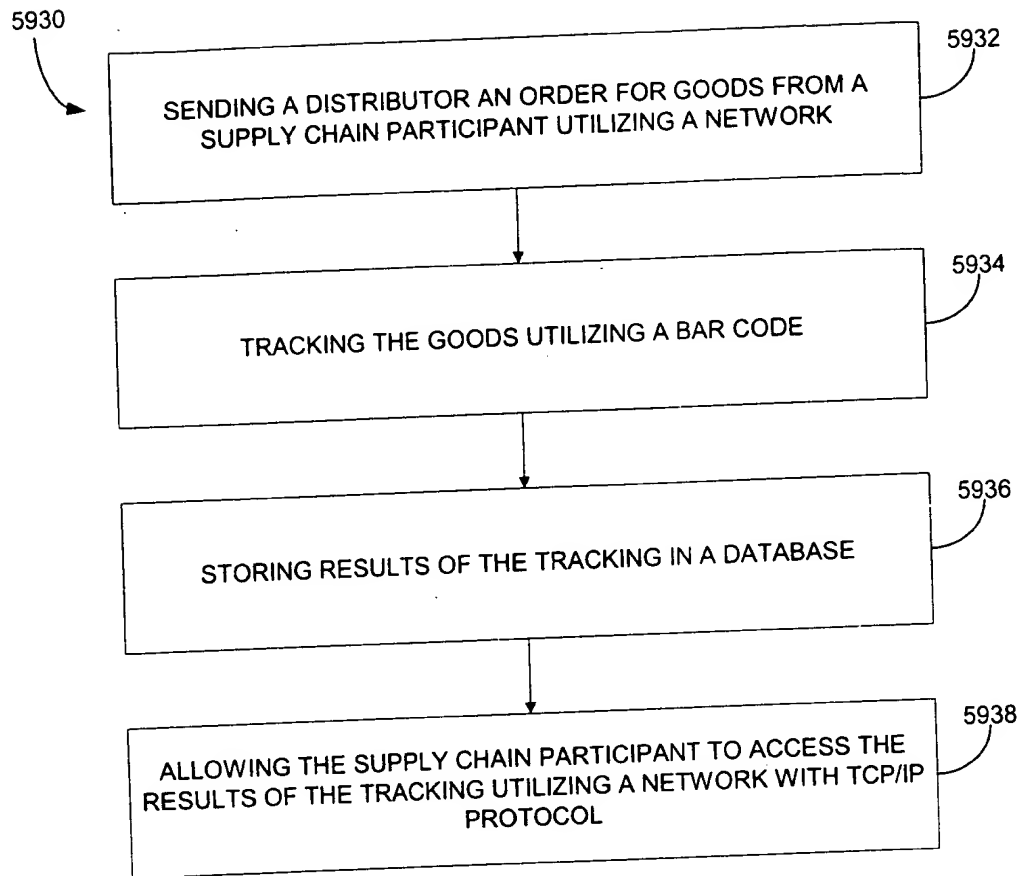 5930
5932
SENDING A DISTRIBUTOR AN ORDER FOR GOODS FROM A
SUPPLY CHAIN PARTICIPANT UTILIZING A NETWORK
5934
TRACKING THE GOODS UTILIZING A BAR CODE
5936
STORING RESULTS OF THE TRACKING IN A DATABASE
5938
ALLOWING THE SUPPLY CHAIN PARTICIPANT TO ACCESS THE
RESULTS OF THE TRACKING UTILIZING A NETWORK WITH TCP/IP
PROTOCOL